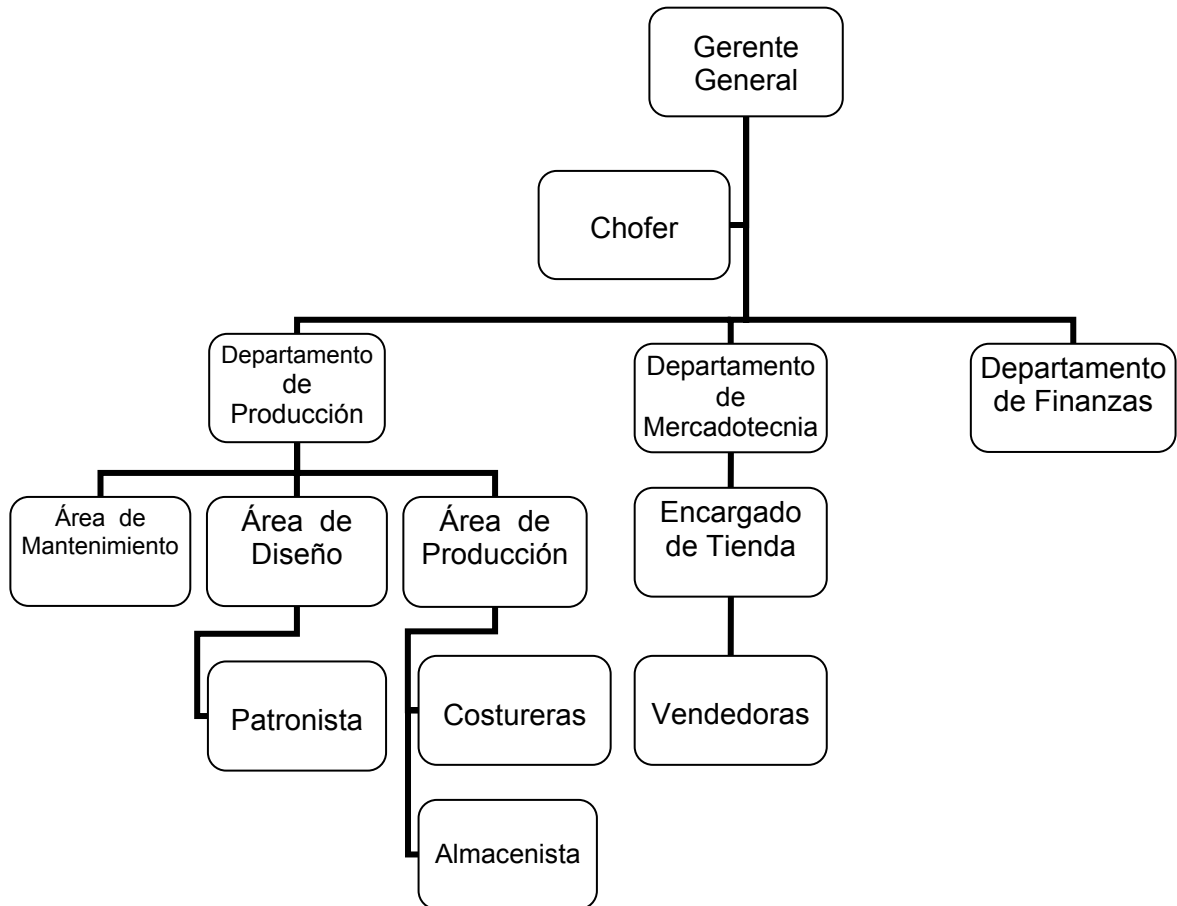 Gerente
General
Chofer
Departamento
de
Producción
Departamento
de
Mercadotecnia
Departamento
de Finanzas
Área de
Mantenimiento
Área de
Diseño
Área de
Producción
Encargado
de Tienda
Patronista
Costureras
Vendedoras
Almacenista